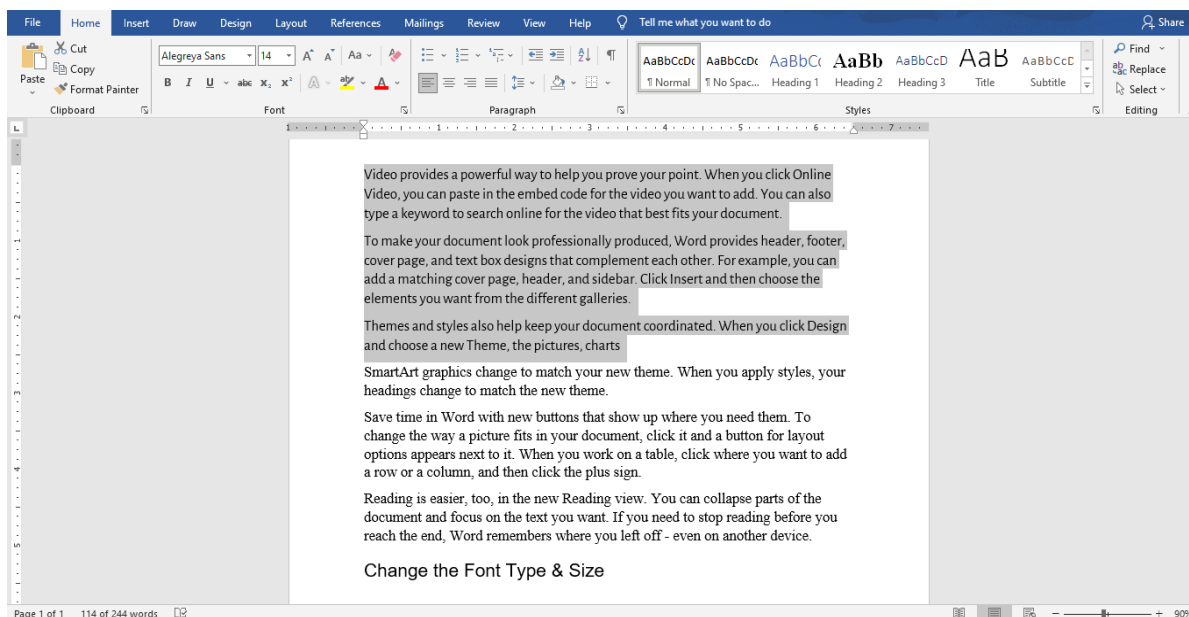 File Home Insert Draw Design Layout References Mailings Review View Help Tell me what you want to do Share
Cut
Copy
Format Painter
Paste
Clipboard
Alegreya Sans 14 A A Aa
B I U abc X₂ X² A aby A
Font
Paragraph
AaBbCcDc AaBbCcDc AaBbCc AaBb AaBbCcD AaB AaBbCcD
¶ Normal ¶ No Spac... Heading 1 Heading 2 Heading 3 Title Subtitle
Styles
Find
Replace
Select
Editing
1 1 2 3 4 5 6 7
Video provides a powerful way to help you prove your point. When you click Online
Video, you can paste in the embed code for the video you want to add. You can also
type a keyword to search online for the video that best fits your document.
To make your document look professionally produced, Word provides header, footer,
cover page, and text box designs that complement each other. For example, you can
add a matching cover page, header, and sidebar. Click Insert and then choose the
elements you want from the different galleries.
Themes and styles also help keep your document coordinated. When you click Design
and choose a new Theme, the pictures, charts
SmartArt graphics change to match your new theme. When you apply styles, your
headings change to match the new theme.
Save time in Word with new buttons that show up where you need them. To
change the way a picture fits in your document, click it and a button for layout
options appears next to it. When you work on a table, click where you want to add
a row or a column, and then click the plus sign.
Reading is easier, too, in the new Reading view. You can collapse parts of the
document and focus on the text you want. If you need to stop reading before you
reach the end, Word remembers where you left off - even on another device.
Change the Font Type & Size
Page 1 of 1 114 of 244 words 90%